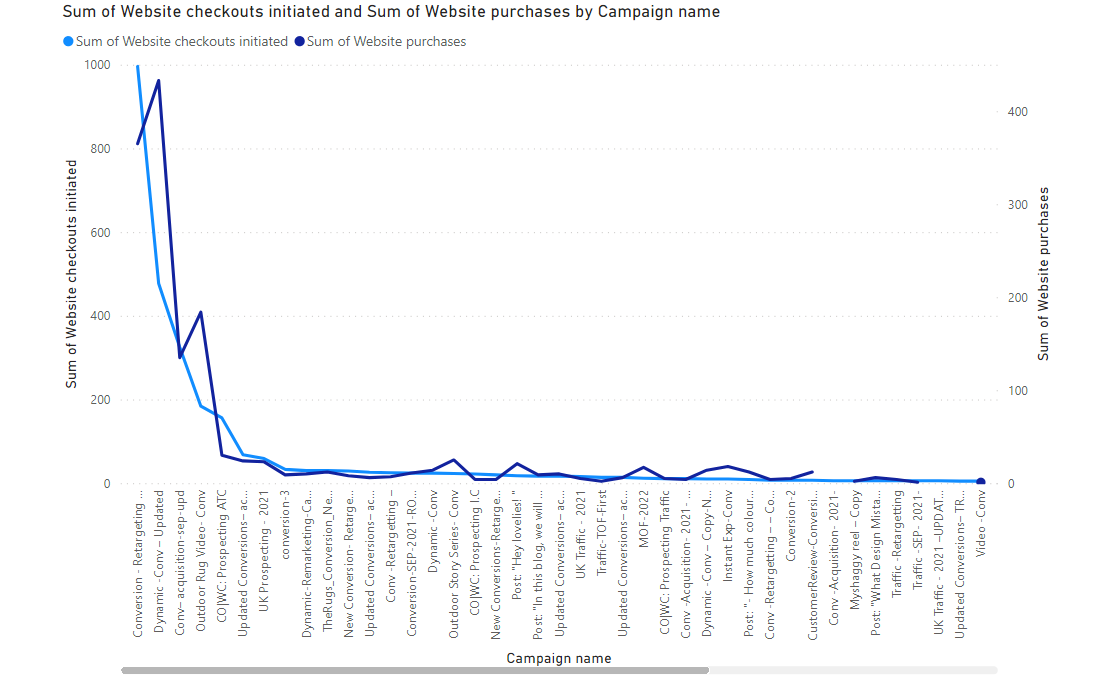 Sum of Website checkouts initiated and Sum of Website purchases by Campaign name
Sum of Website checkouts initiated Sum of Website purchases
1000
800
600
400
200
0
Sum of Website checkouts initiated
400
300
200
100
0
Sum of Website purchases
Conversion - Retargeting ...
Dynamic -Conv – Updated
Conv– acquisition-sep-upd
Outdoor Rug Video- Conv
COJWC: Prospecting ATC
Updated Conversions– ac...
UK Prospecting - 2021
conversion-3
Dynamic-Remarketing-Ca...
TheRugs_Conversion_Ne...
New Conversion- Retarge...
Updated Conversions– ac...
Conv -Retargetting –
Conversion-SEP-2021-RO...
Dynamic -Conv
Outdoor Story Series- Conv
COJWC: Prospecting I.C
New Conversions-Retarge...
Post: "Hey lovelies! "
Post: "In this blog, we will ...
Updated Conversions– ac...
UK Traffic - 2021
Traffic-TOF-First
Updated Conversions– ac...
MOF-2022
COJWC: Prospecting Traffic
Conv -Acquisition- 2021- ...
Dynamic -Conv – Copy-N...
Instant Exp-Conv
Post: "- How much colour...
Conv -Retargetting – – Co...
Conversion-2
CustomerReview-Conversi...
Conv -Acquisition- 2021-
Myshaggy reel – Copy
Post: "What Design Mista...
Traffic -Retargetting
Traffic -SEP- 2021-
UK Traffic - 2021 –UPDAT...
Updated Conversions– TR...
Video -Conv
Campaign name